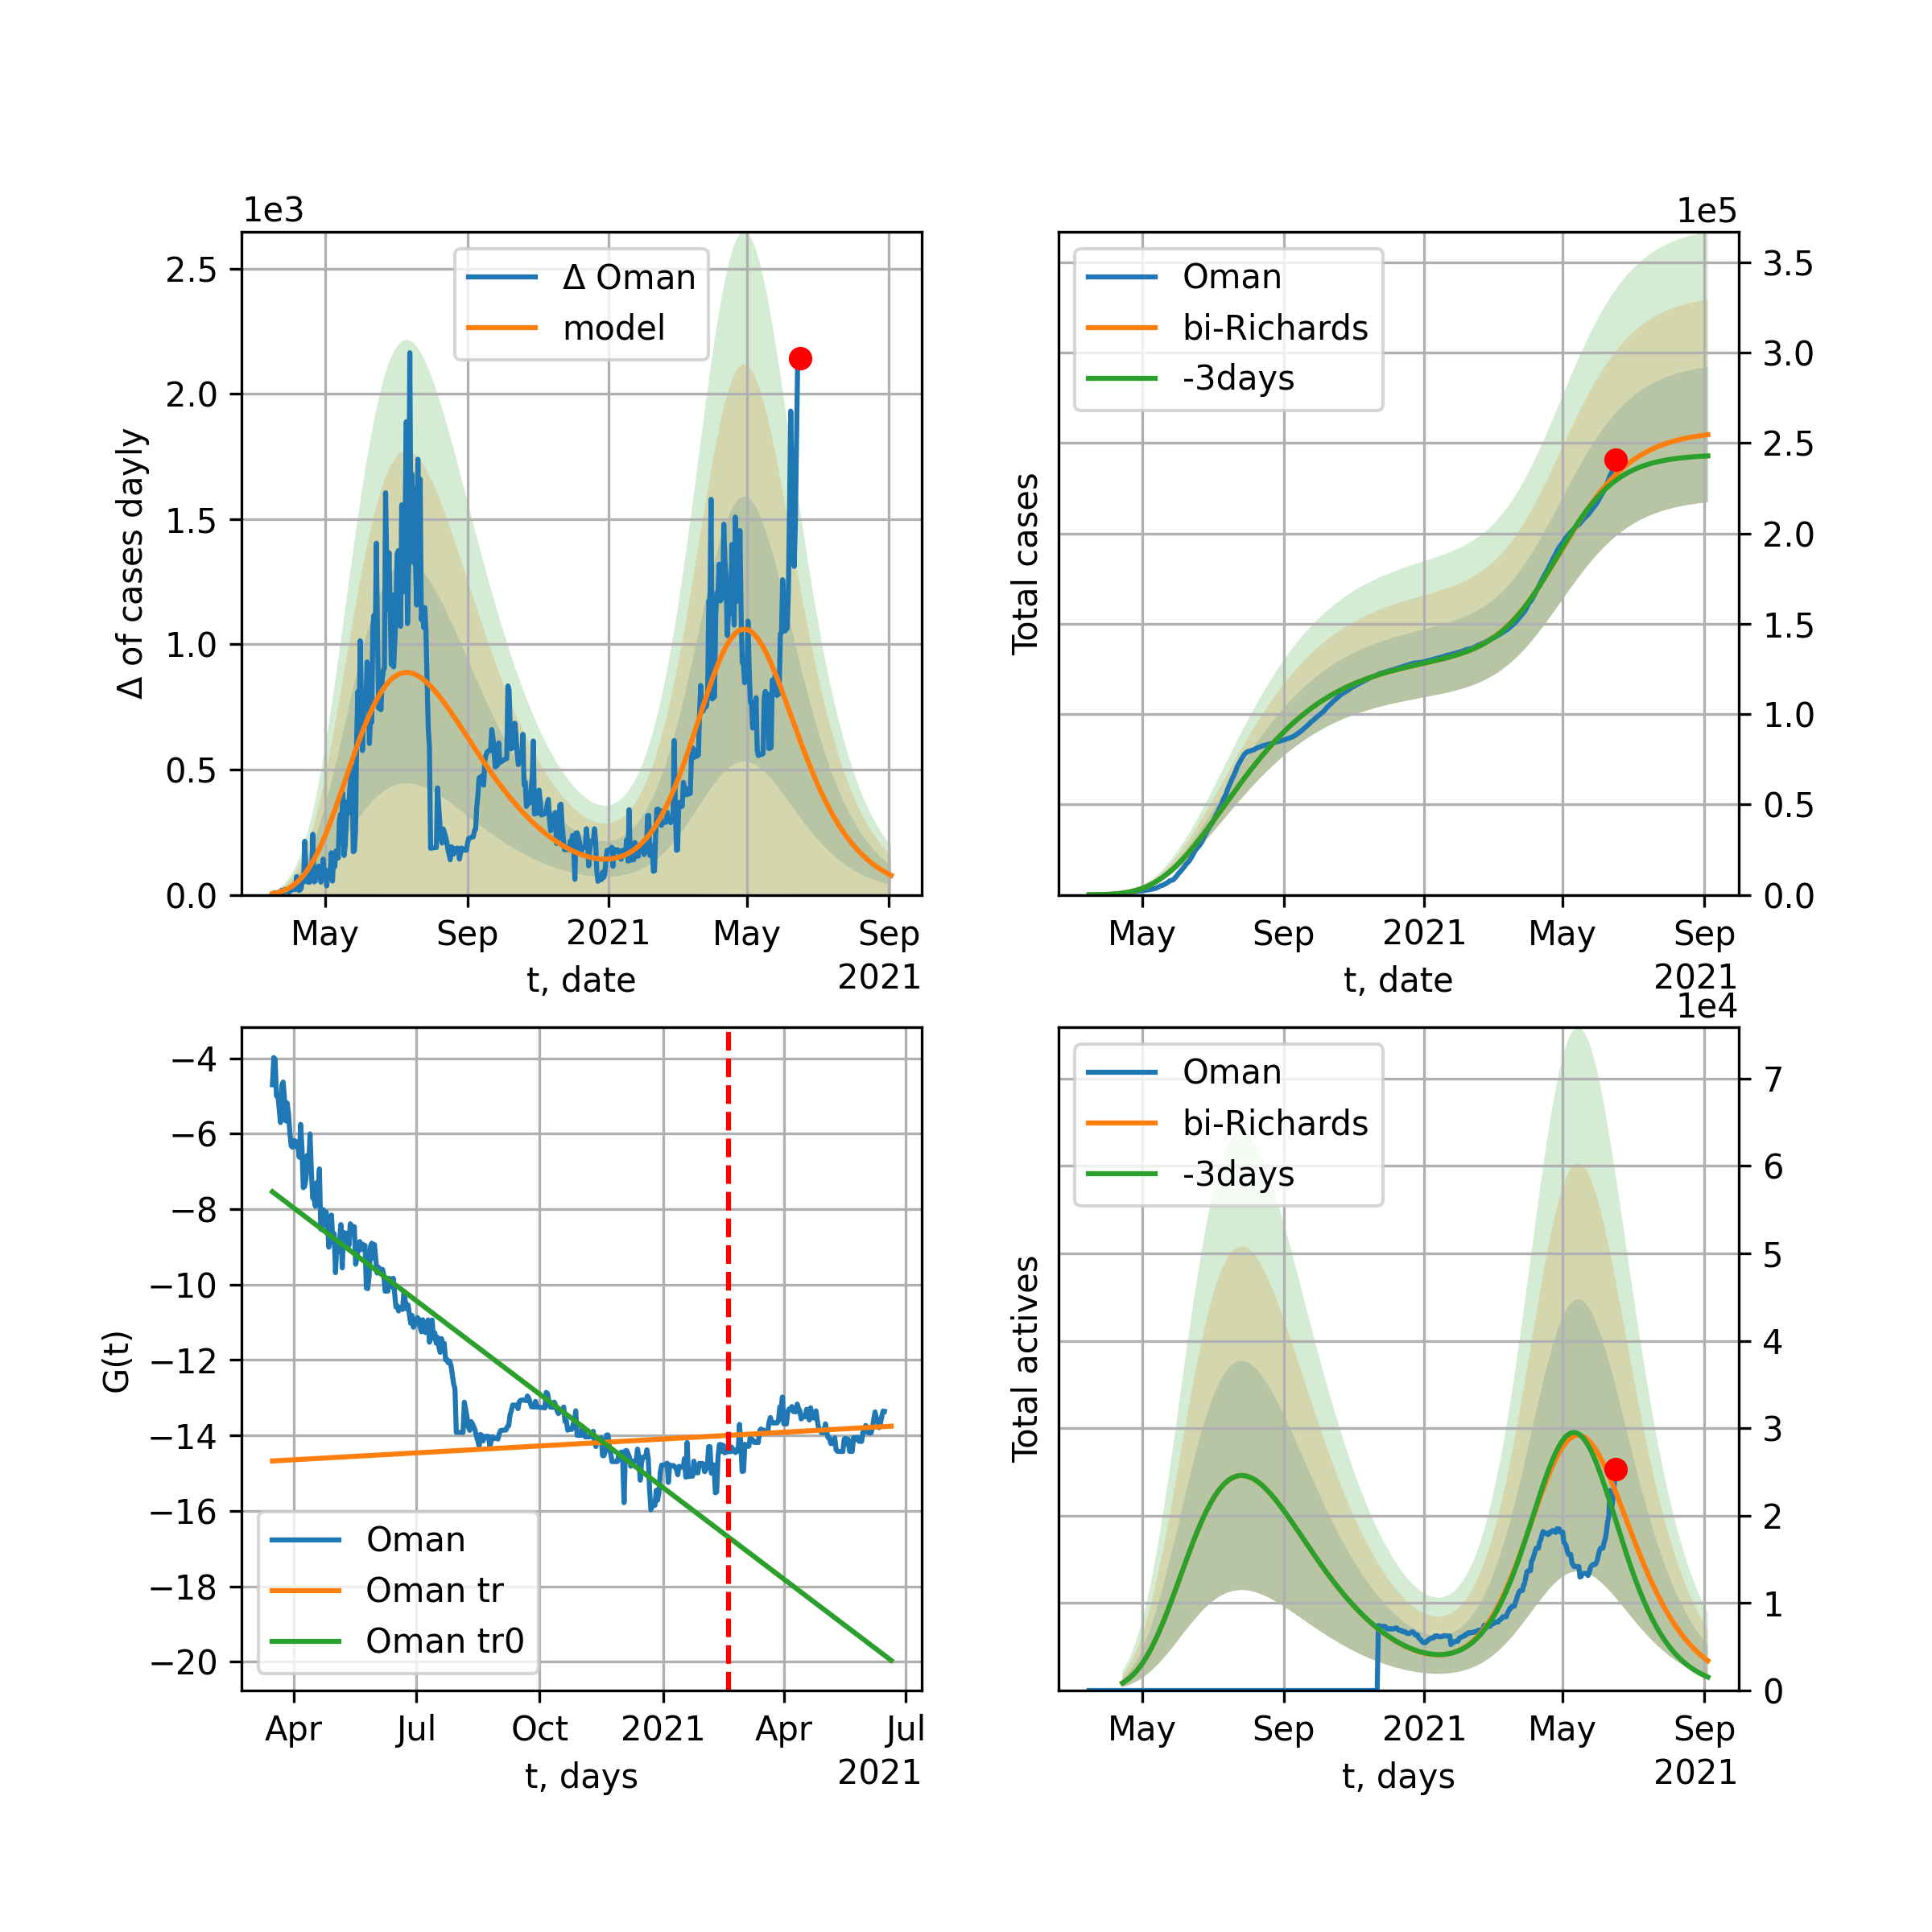 1e3
2.5
2.0
1.5
1.0
0.5
0.0
Δ of cases dayly
Δ Oman
model
May
Sep
2021
May
Sep
2021
t, date
1e5
3.5
3.0
2.5
2.0
1.5
1.0
0.5
0.0
Total cases
Oman
bi-Richards
-3days
May
Sep
2021
May
Sep
2021
t, date
−4
−6
−8
−10
−12
−14
−16
−18
−20
G(t)
Oman
Oman tr
Oman tr0
Apr
Jul
Oct
2021
Apr
Jul
2021
t, days
1e4
7
6
5
4
3
2
1
0
Total actives
Oman
bi-Richards
-3days
May
Sep
2021
May
Sep
2021
t, days